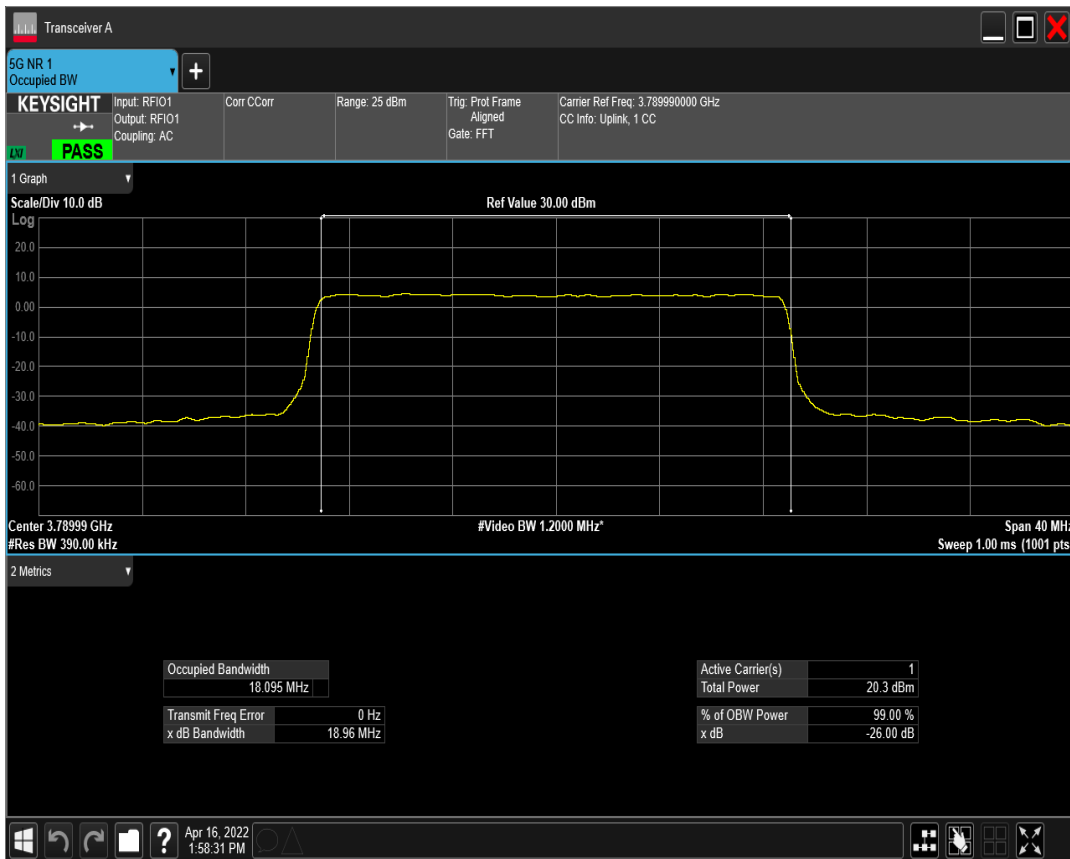 Transceiver A
5G NR 1
Occupied BW
KEYSIGHT
LXI
PASS
Input: RFIO1
Output: RFIO1
Coupling: AC
Corr CCorr
Range: 25 dBm
Trig: Prot Frame
Aligned
Gate: FFT
Carrier Ref Freq: 3.789990000 GHz
CC Info: Uplink, 1 CC
1 Graph
Scale/Div 10.0 dB
Ref Value 30.00 dBm
Log
20.0
10.0
0.00
-10.0
-20.0
-30.0
-40.0
-50.0
-60.0
Center 3.78999 GHz
#Video BW 1.2000 MHz*
Span 40 MHz
#Res BW 390.00 kHz
Sweep 1.00 ms (1001 pts
2 Metrics
Occupied Bandwidth
18.095 MHz
Transmit Freq Error 0 Hz
x dB Bandwidth 18.96 MHz
Active Carrier(s) 1
Total Power 20.3 dBm
% of OBW Power 99.00 %
x dB -26.00 dB
?
Apr 16, 2022
1:58:31 PM